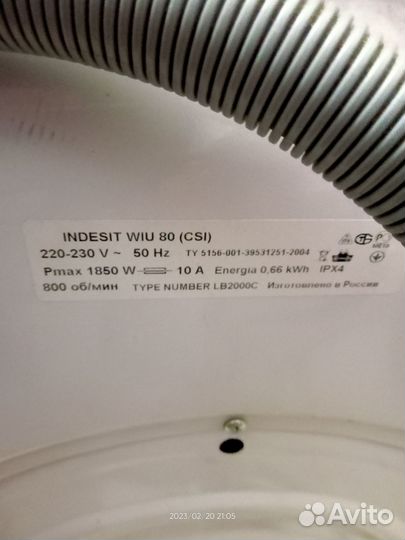 INDESIT WIU 80 (CSI)
220-230 V ~ 50 Hz TY 5156-001-39531251-2004
Pmax 1850 W 10 A Energia 0,66 kWh IPX4
800 об/мин TYPE NUMBER LB2000C Изготовлено в России
2023/02/20 21:05
Avito